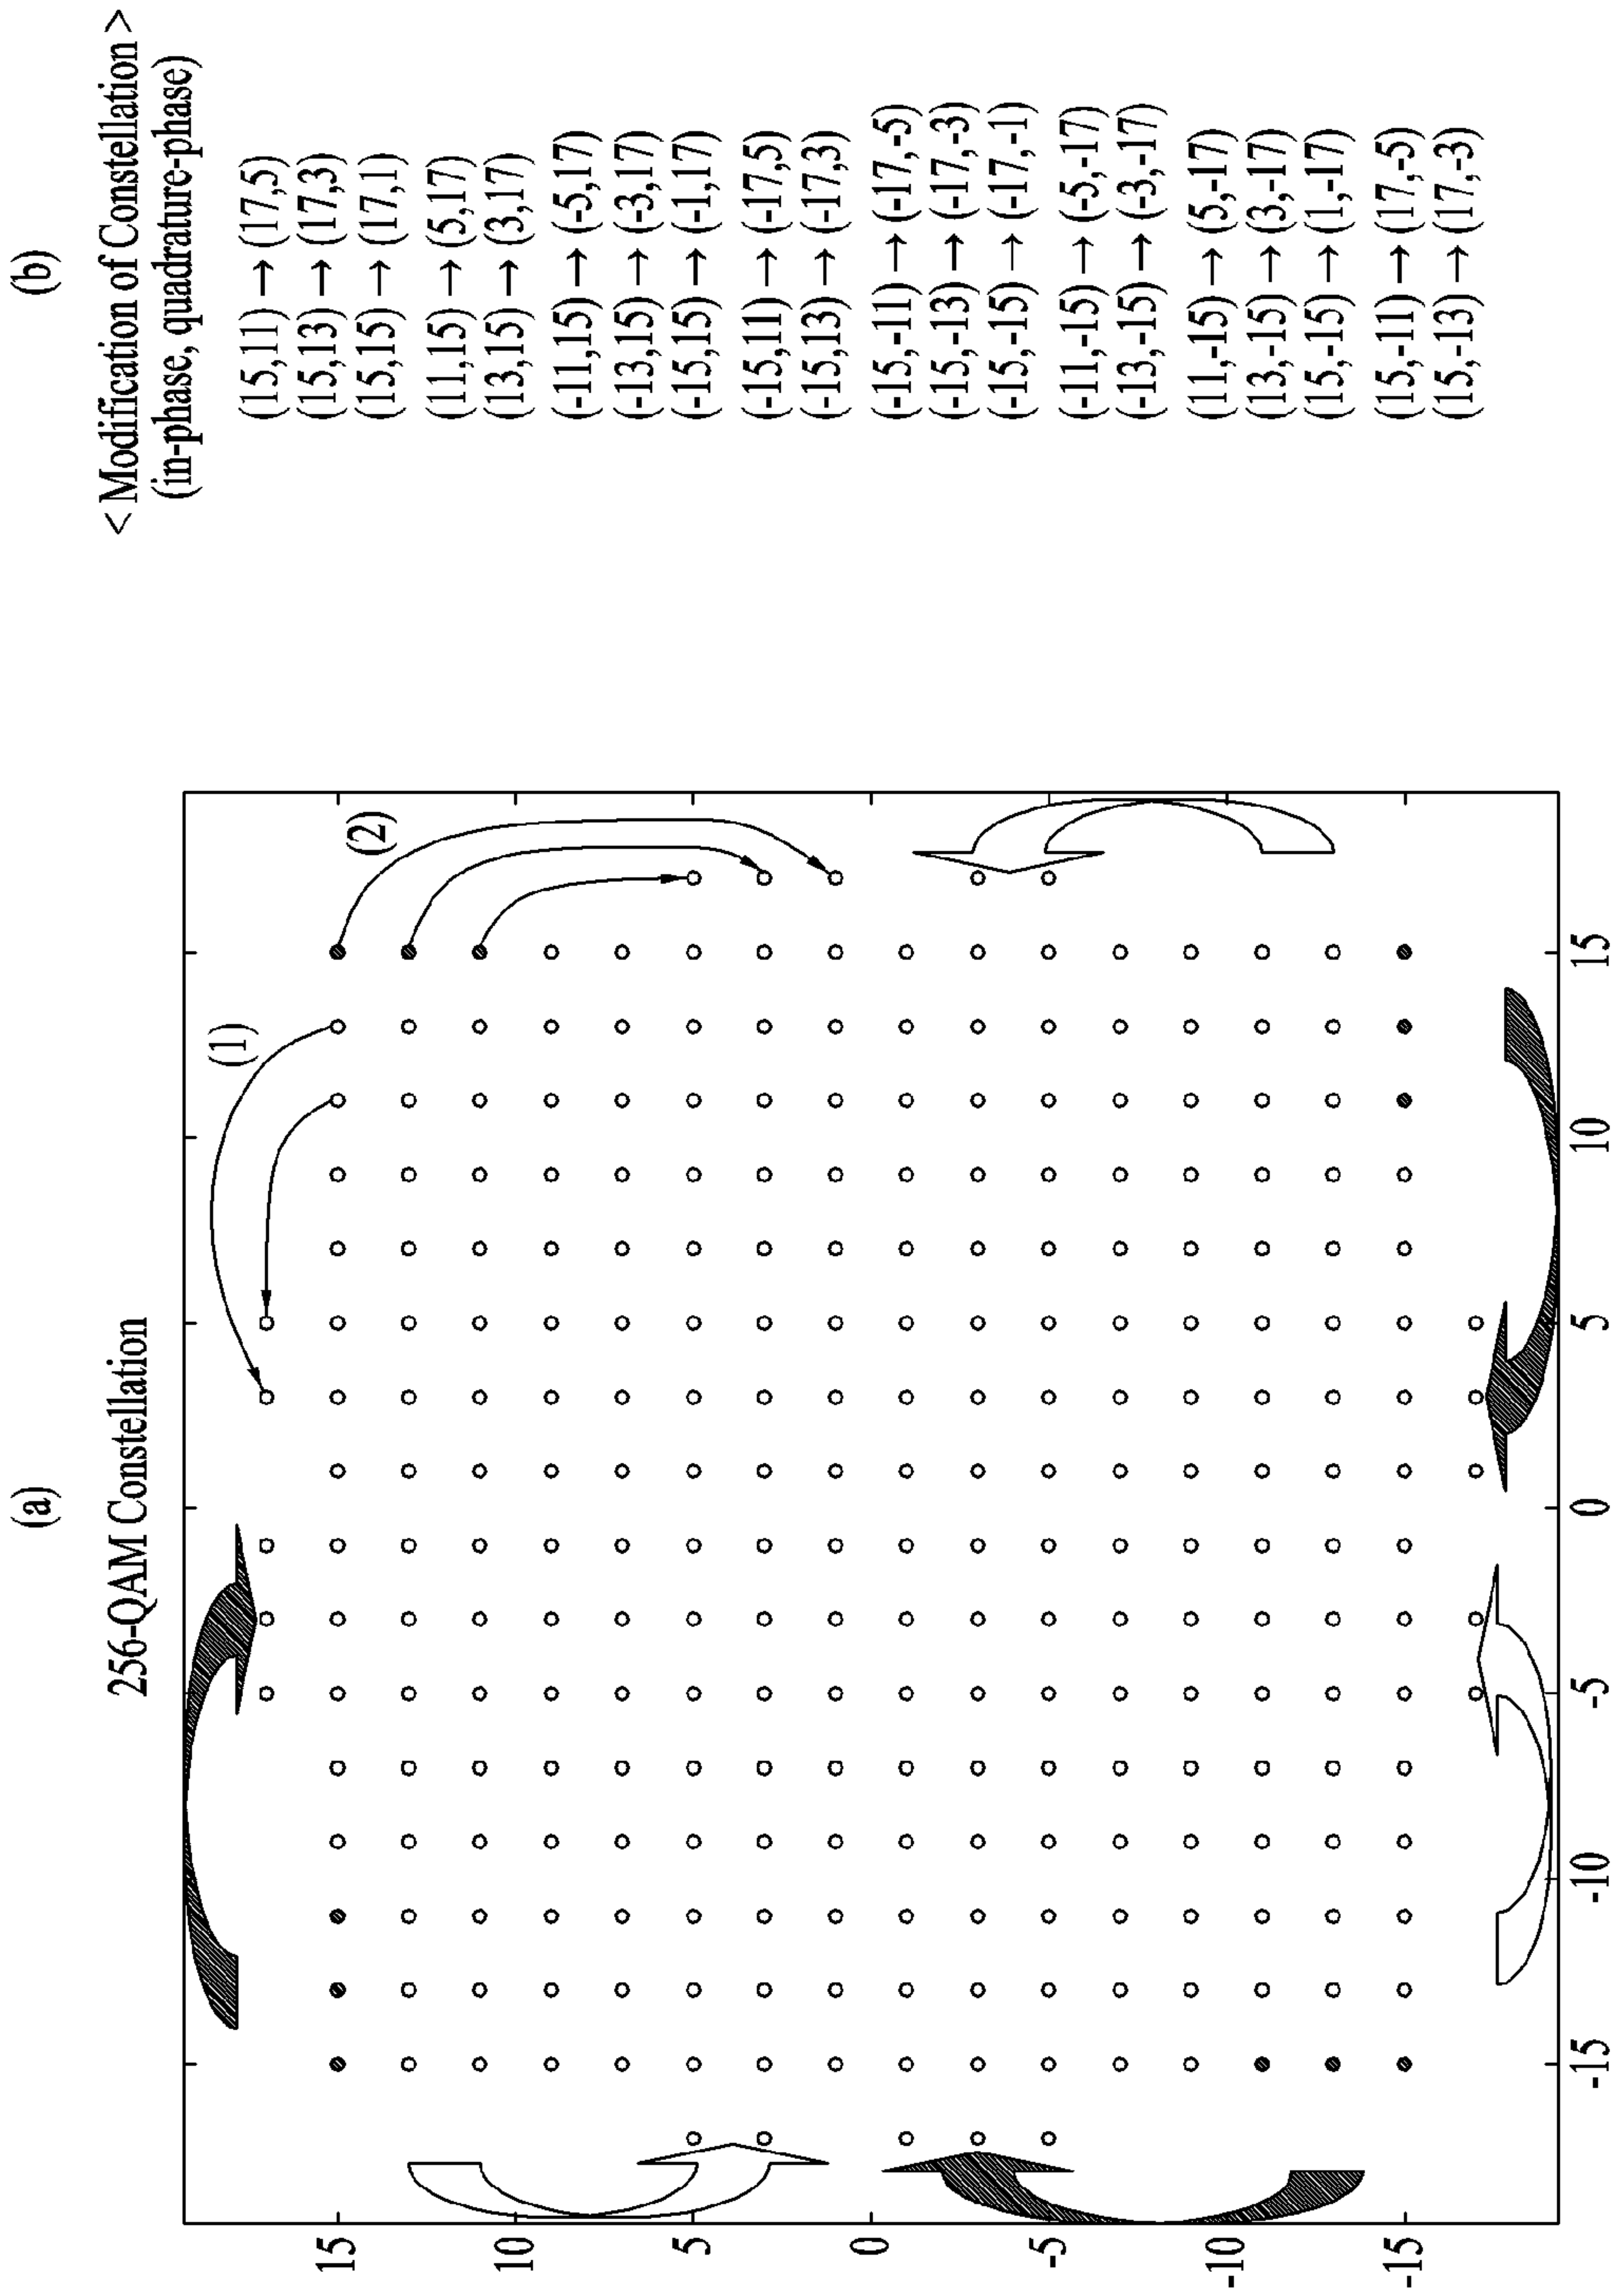 (a)
256-QAM Constellation
(1)
(2)
15
10
5
0
-5
-10
-15
-15
-10
-5
0
5
10
15
(b)
< Modification of Constellation >
(in-phase, quadrature-phase)
(15,11) → (17,5)
(15,13) → (17,3)
(15,15) → (17,1)
(11,15) → (5,17)
(13,15) → (3,17)
(-11,15) → (-5,17)
(-13,15) → (-3,17)
(-15,15) → (-1,17)
(-15,11) → (-17,5)
(-15,13) → (-17,3)
(-15,-11) → (-17,-5)
(-15,-13) → (-17,-3)
(-15,-15) → (-17,-1)
(-11,-15) → (-5,-17)
(-13,-15) → (-3,-17)
(11,-15) → (5,-17)
(13,-15) → (3,-17)
(15,-15) → (1,-17)
(15,-11) → (17,-5)
(15,-13) → (17,-3)